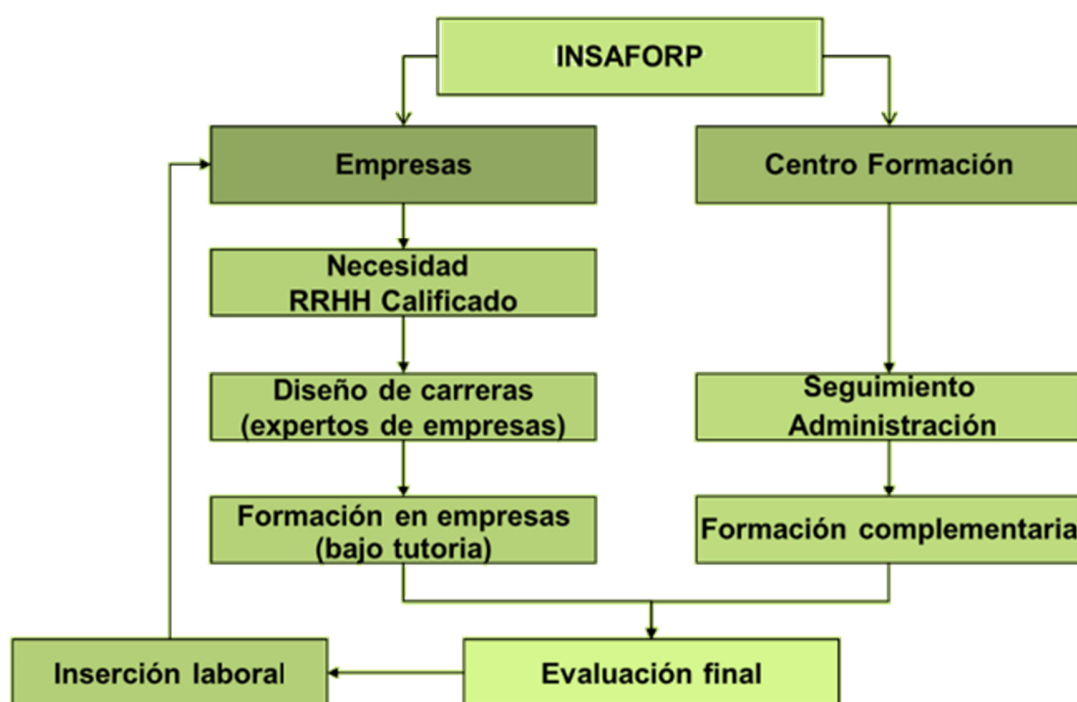 INSAFORP
Empresas
Centro Formación
Necesidad
RRHH Calificado
Diseño de carreras
(expertos de empresas)
Seguimiento
Administración
Formación en empresas
(bajo tutoria)
Formación complementaria
Inserción laboral
Evaluación final